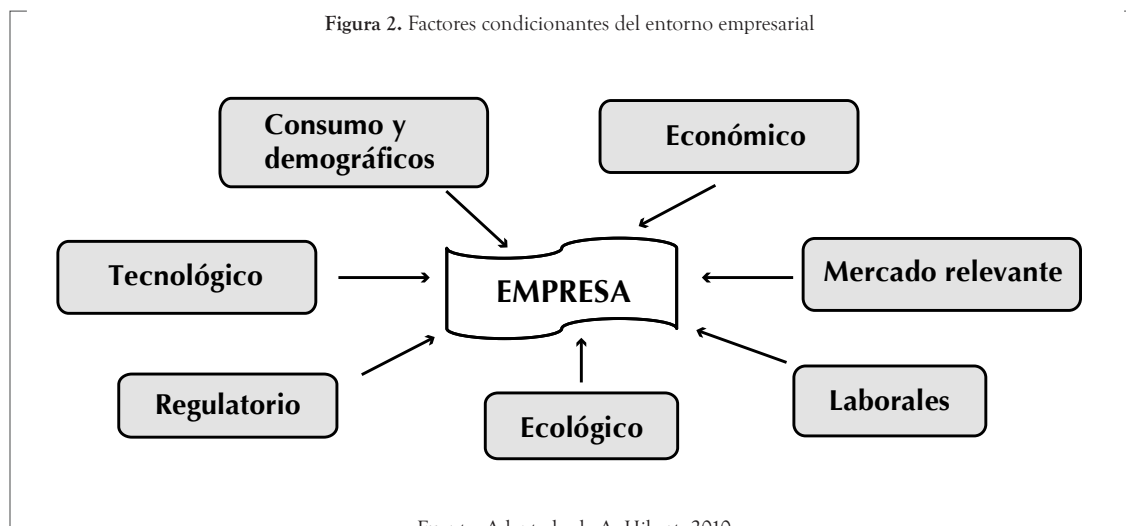 Figura 2. Factores condicionantes del entorno empresarial
Consumo y
demográficos
Económico
Tecnológico
EMPRESA
Mercado relevante
Regulatorio
Ecológico
Laborales